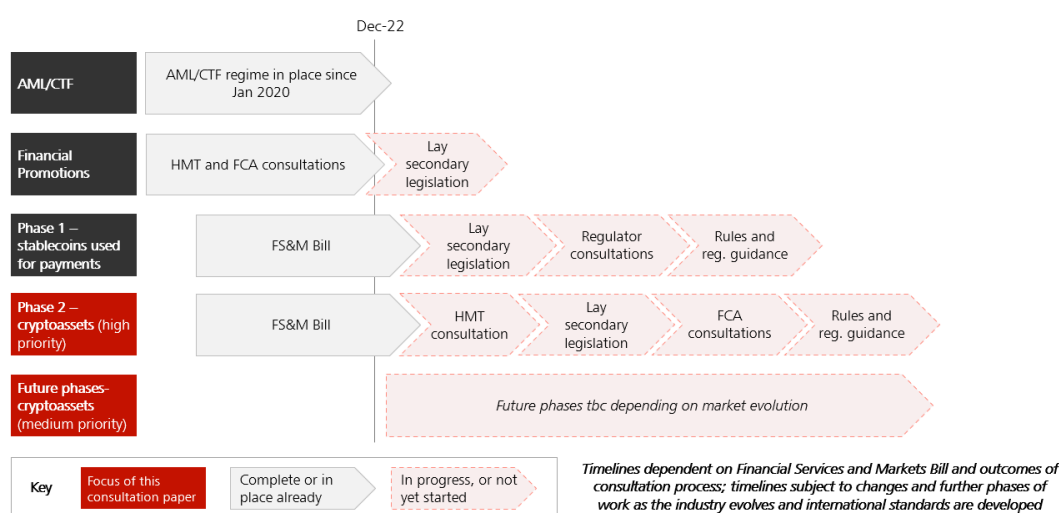 Dec-22
AML/CTF
AML/CTF regime in place since
Jan 2020
Financial
Promotions
HMT and FCA consultations
Lay
secondary
legislation
Phase 1 –
stablecoins used
for payments
FS&M Bill
Lay
secondary
legislation
Regulator
consultations
Rules and
reg. guidance
Phase 2 –
cryptoassets (high
priority)
FS&M Bill
HMT
consultation
Lay
secondary
legislation
FCA
consultations
Rules and
reg. guidance
Future phases-
cryptoassets
(medium priority)
Future phases tbc depending on market evolution
Key
Focus of this
consultation paper
Complete or in
place already
In progress, or not
yet started
Timelines dependent on Financial Services and Markets Bill and outcomes of
consultation process; timelines subject to changes and further phases of
work as the industry evolves and international standards are developed